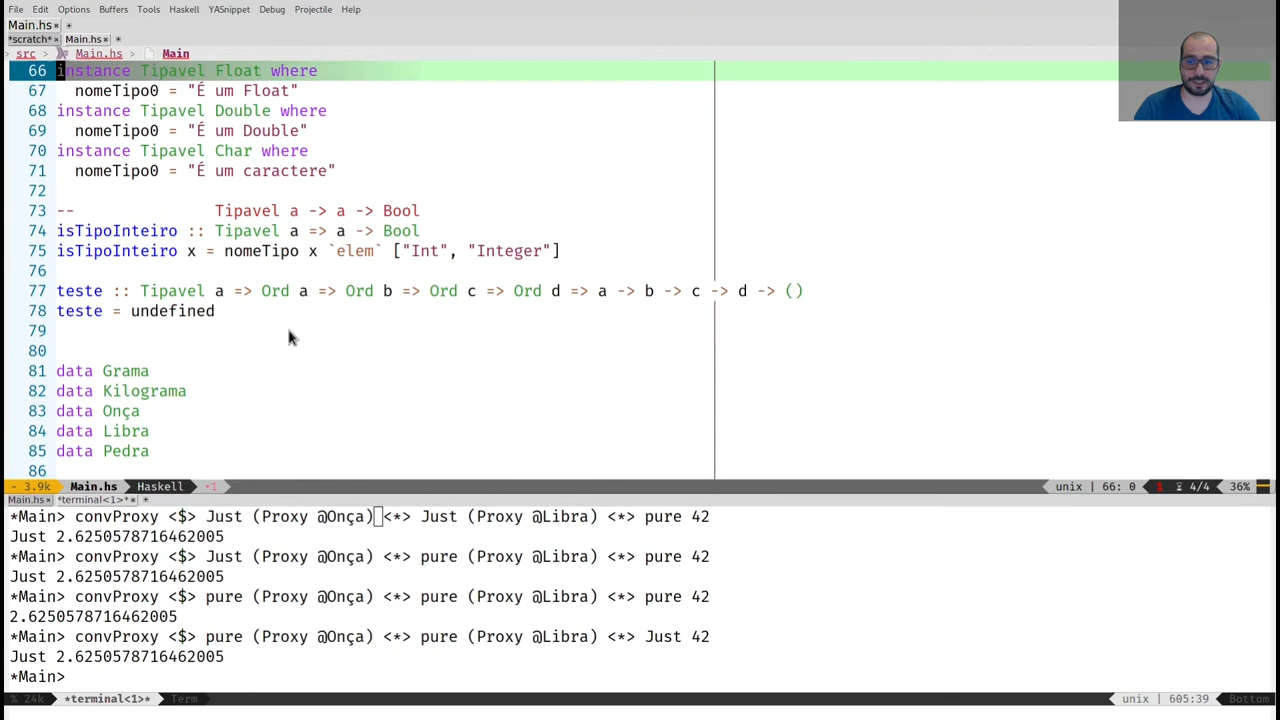 File Edit Options Buffers Tools Haskell YASnippet Debug Projectile Help
Main.hs
*scratch* Main.hs
src > Main.hs > Main
66 instance Tipavel Float where
67 nomeTipo0 = "É um Float"
68 instance Tipavel Double where
69 nomeTipo0 = "É um Double"
70 instance Tipavel Char where
71 nomeTipo0 = "É um caractere"
72
73 -- Tipavel a -> a -> Bool
74 isTipoInteiro :: Tipavel a => a -> Bool
75 isTipoInteiro x = nomeTipo x `elem` ["Int", "Integer"]
76
77 teste :: Tipavel a => Ord a => Ord b => Ord c => Ord d => a -> b -> c -> d -> ()
78 teste = undefined
79
80
81 data Grama
82 data Kilograma
83 data Onça
84 data Libra
85 data Pedra
86
- 3.9k Main.hs Haskell •1 unix | 66: 0 4/4 36%
Main.hs *terminal<1>*
*Main> convProxy <$> Just (Proxy @Onça) <*> Just (Proxy @Libra) <*> pure 42
Just 2.6250578716462005
*Main> convProxy <$> Just (Proxy @Onça) <*> pure (Proxy @Libra) <*> pure 42
Just 2.6250578716462005
*Main> convProxy <$> pure (Proxy @Onça) <*> pure (Proxy @Libra) <*> pure 42
2.6250578716462005
*Main> convProxy <$> pure (Proxy @Onça) <*> pure (Proxy @Libra) <*> Just 42
Just 2.6250578716462005
*Main>
% 24k *terminal<1>* Term unix | 605:39 Bottom